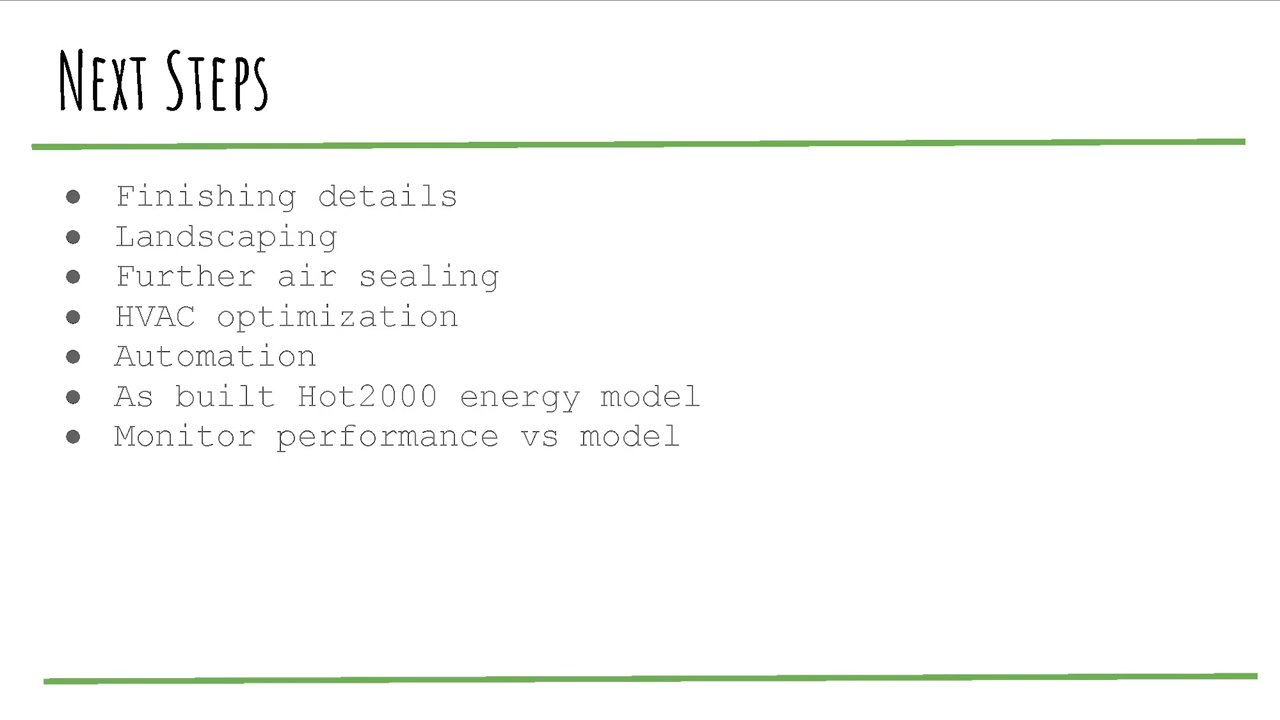 Next Steps
● Finishing details
● Landscaping
● Further air sealing
● HVAC optimization
● Automation
● As built Hot2000 energy model
● Monitor performance vs model